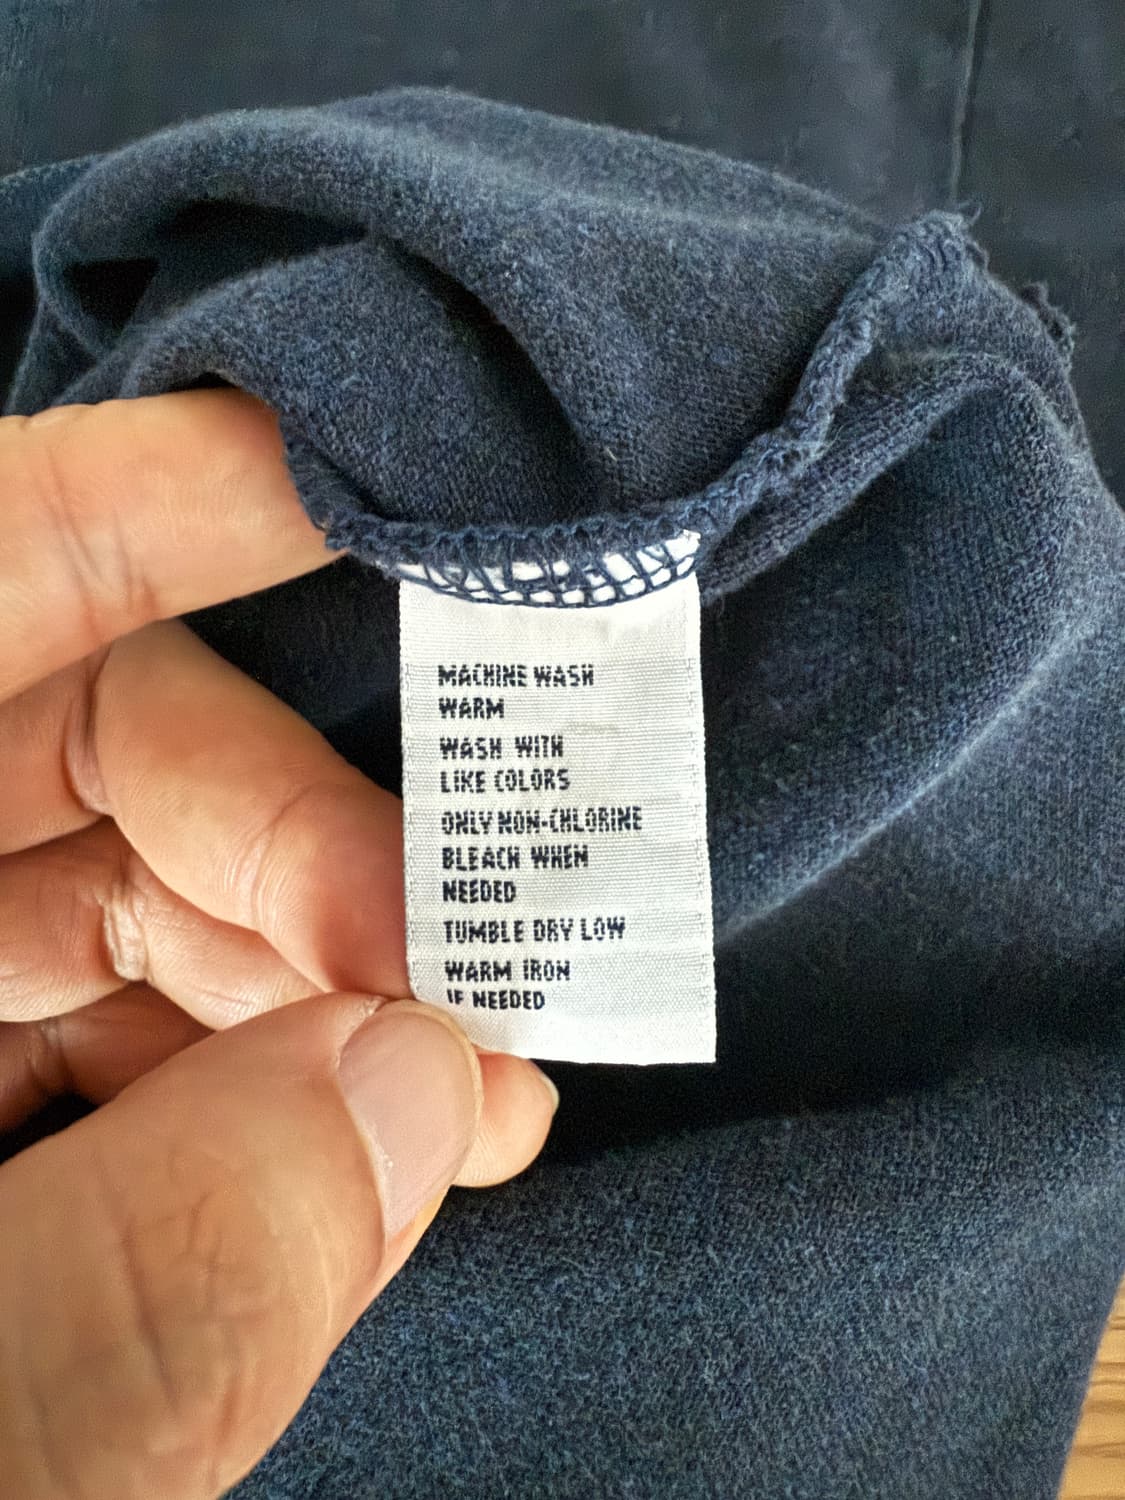 MACHINE WASH
WARM
WASH WITH
LIKE COLORS
ONLY NON-CHLORINE
BLEACH WHEN
NEEDED
TUMBLE DRY LOW
WARM IRON
IF NEEDED